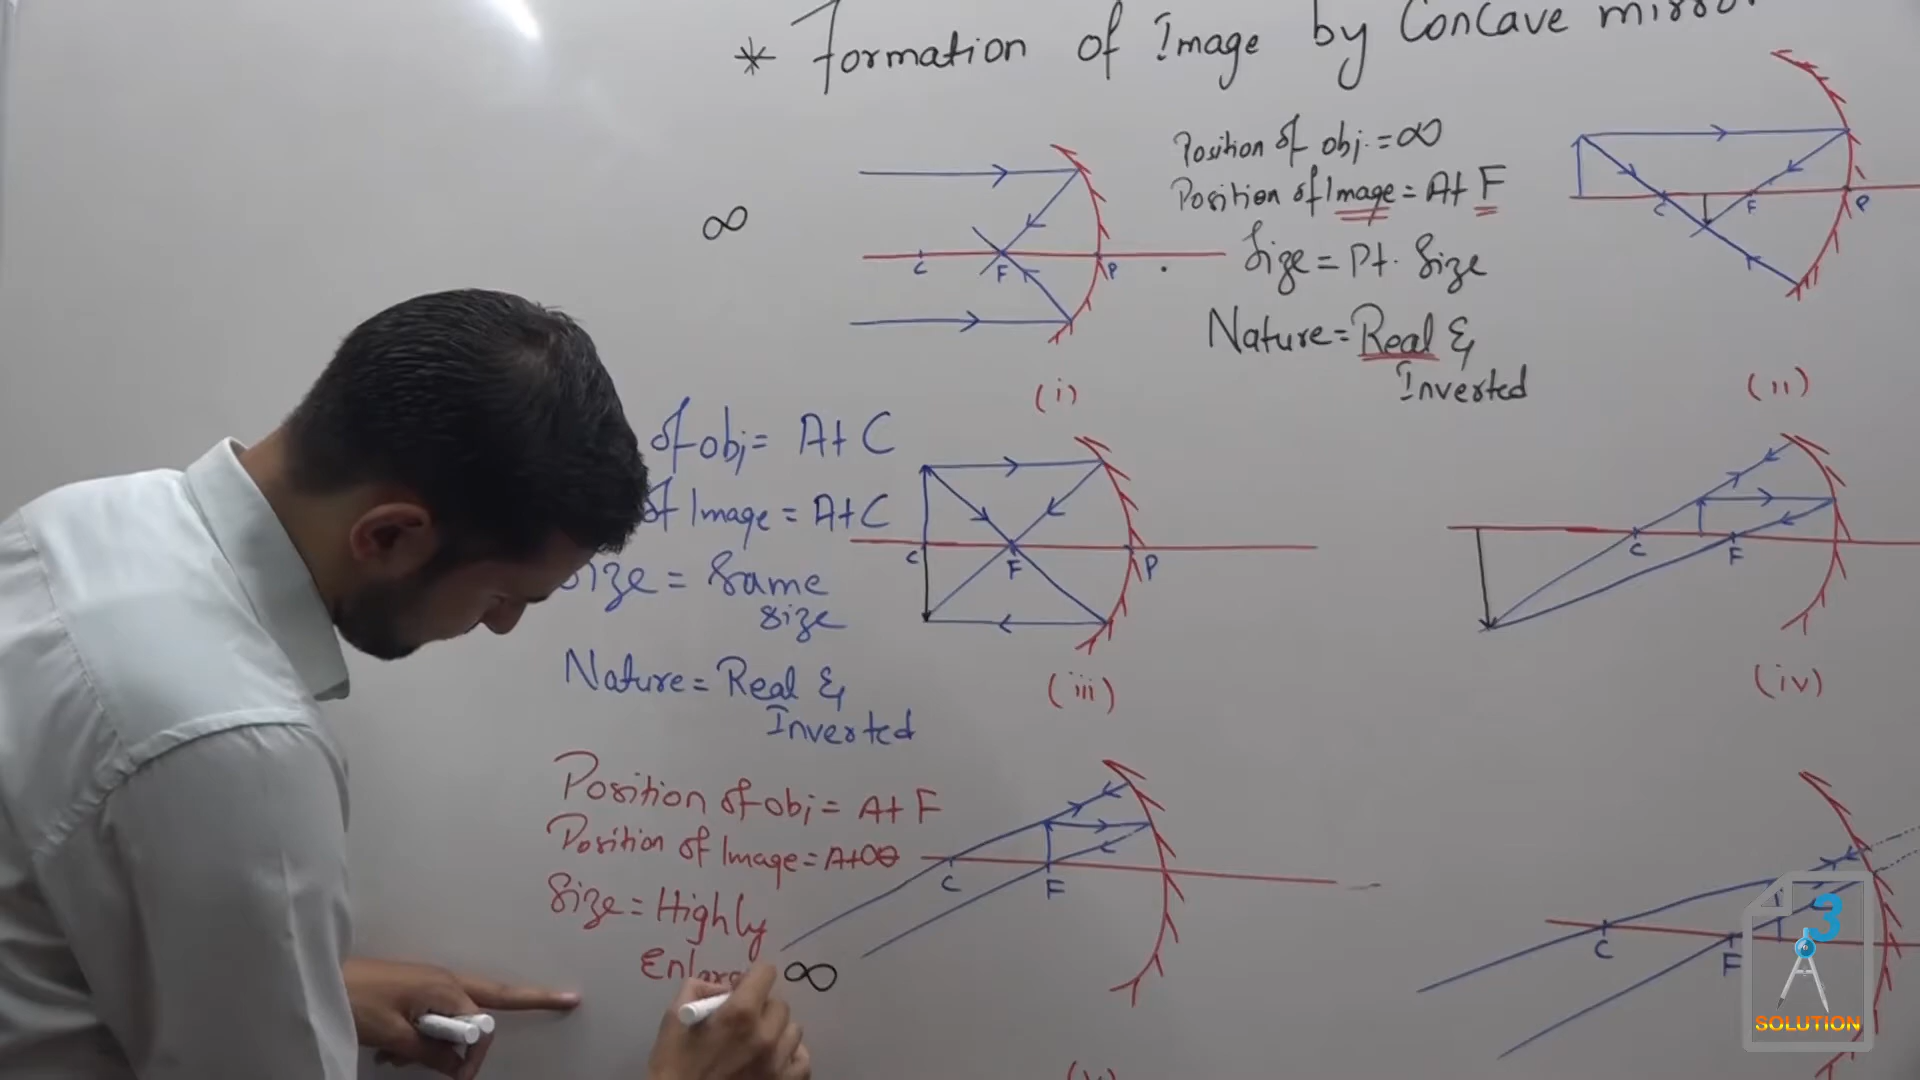 * Formation of Image by Concave mirror
Position of obj. = ∞
Position of Image = At F
Size = Pt. Size
Nature = Real &
Inverted
∞
C F P
(i)
C F P
(ii)
of obj = At C
of Image = At C
Size = Same
size
Nature = Real &
Inverted
C F P
(iii)
C F
(iv)
Position of obj = At F
Position of Image = At ∞
Size = Highly
∞
C F
C F
3
A
SOLUTION